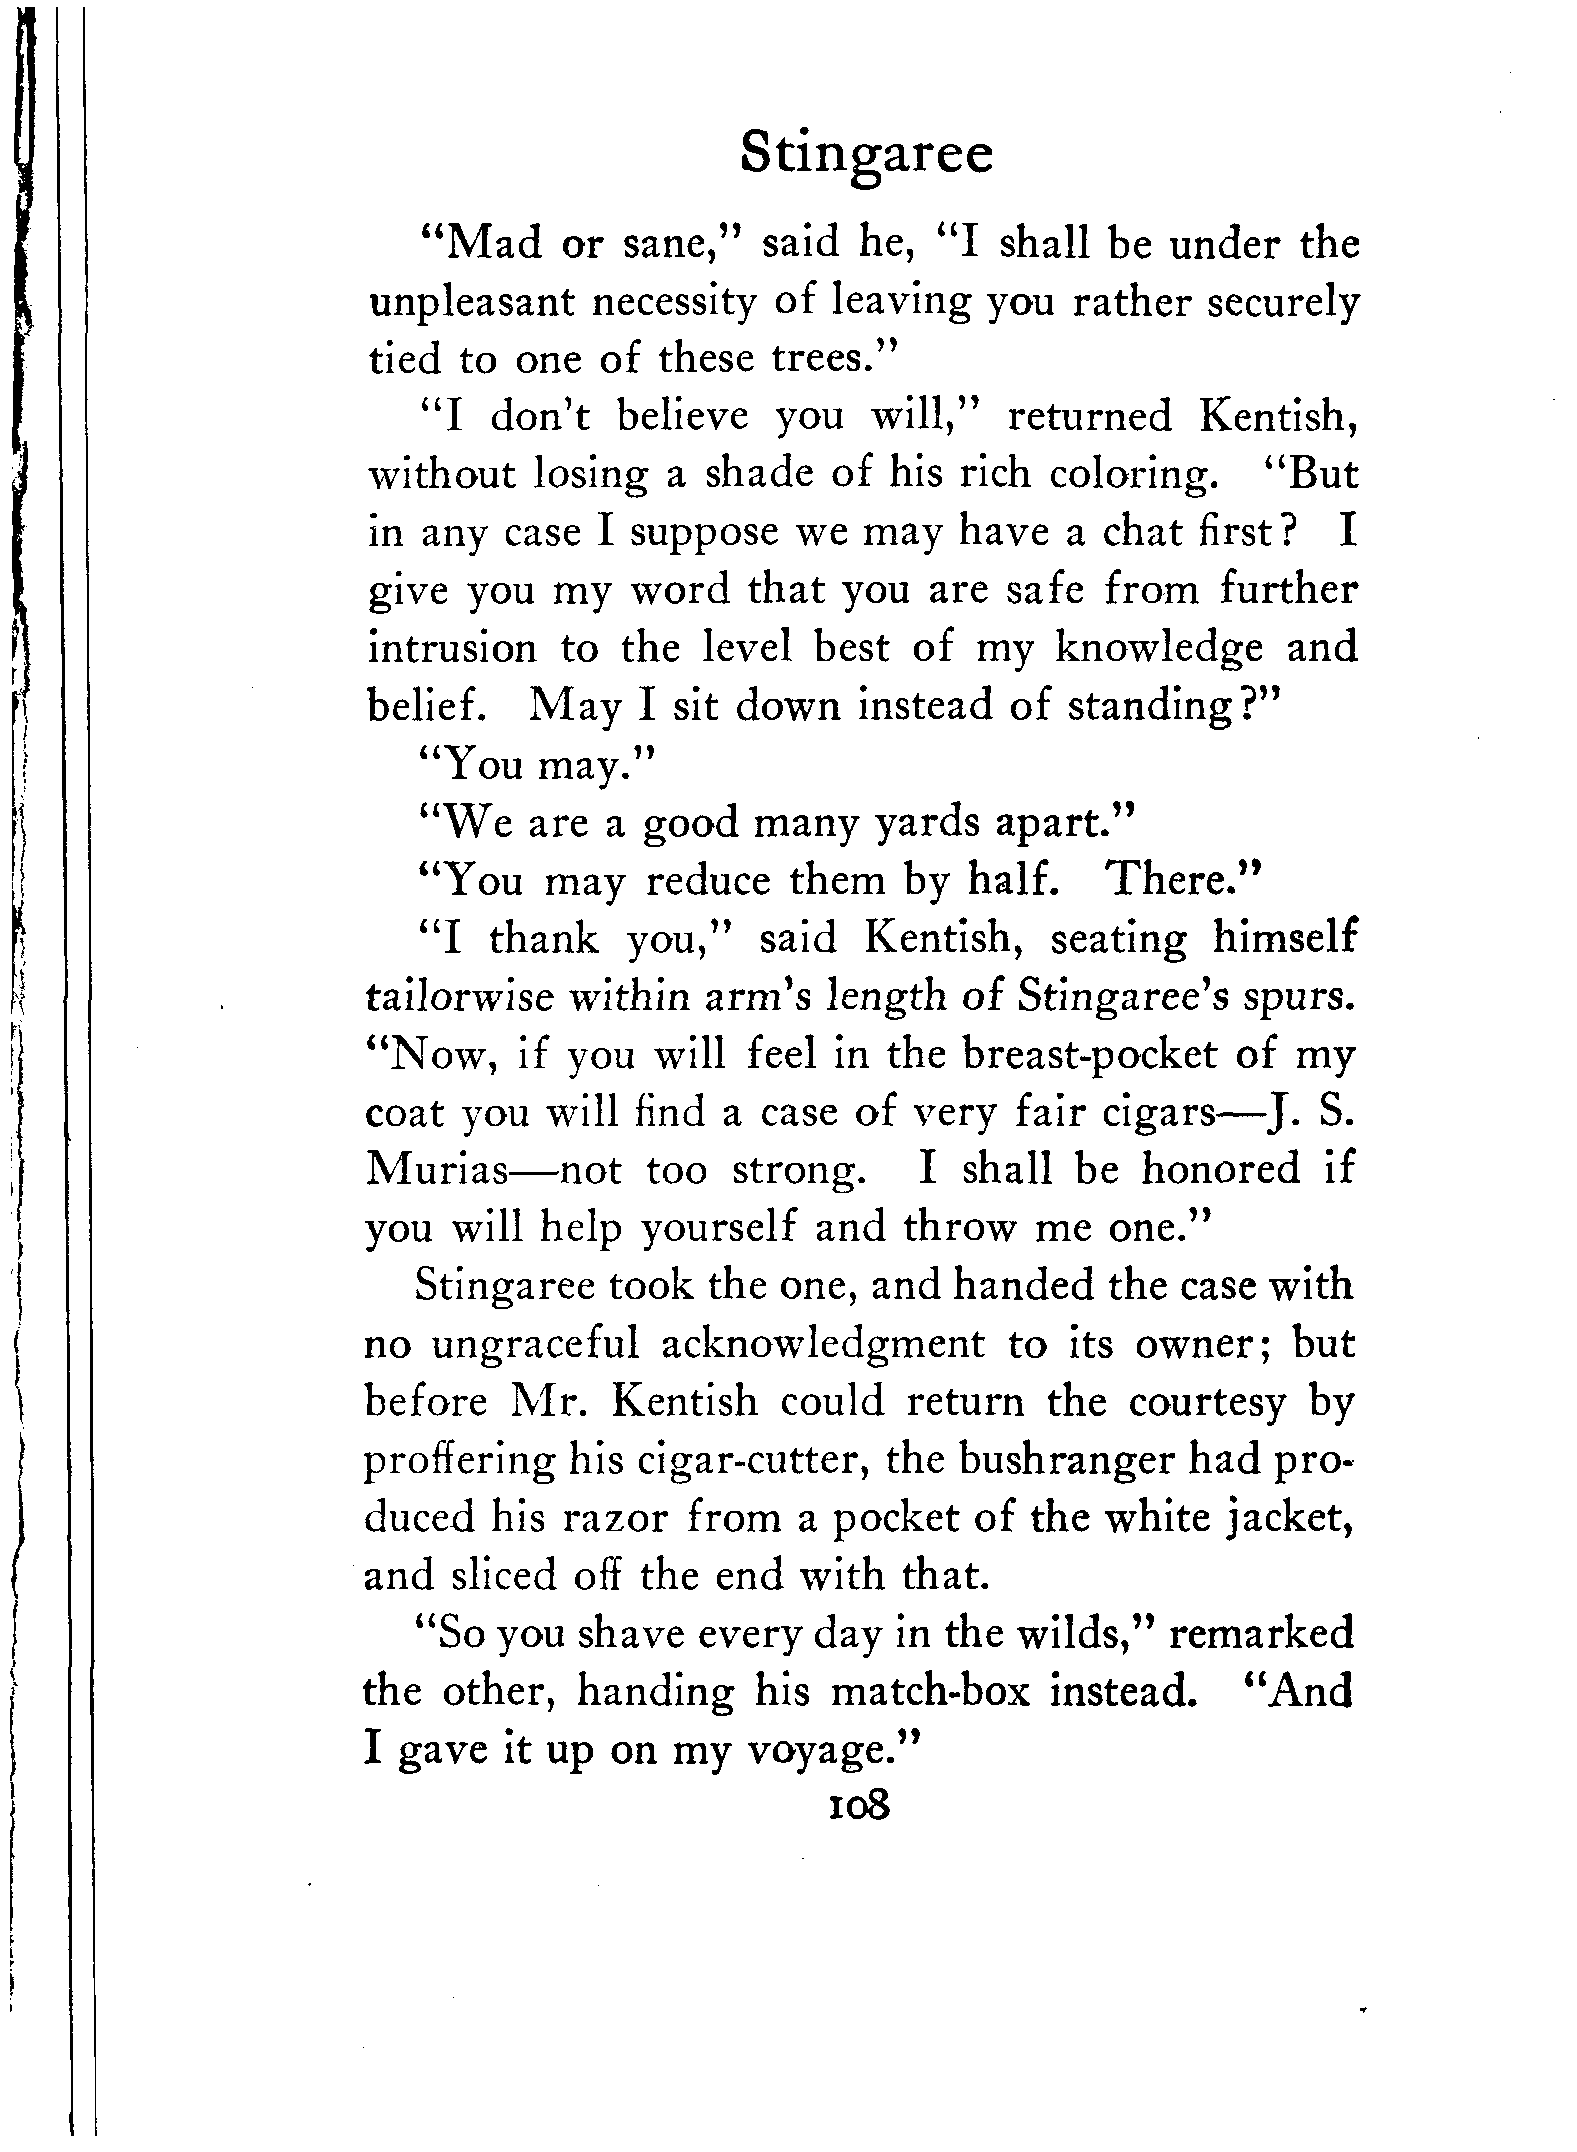 Stingaree
“Mad or sane,” said he, “I shall be under the
unpleasant necessity of leaving you rather securely
tied to one of these trees.”
“I don't believe you will,” returned Kentish,
without losing a shade of his rich coloring. “But
in any case I suppose we may have a chat first? I
give you my word that you are safe from further
intrusion to the level best of my knowledge and
belief. May I sit down instead of standing?”
“You may.”
“We are a good many yards apart.”
“You may reduce them by half. There.”
“I thank you,” said Kentish, seating himself
tailorwise within arm's length of Stingaree's spurs.
“Now, if you will feel in the breast-pocket of my
coat you will find a case of very fair cigars—J. S.
Murias—not too strong. I shall be honored if
you will help yourself and throw me one.”
Stingaree took the one, and handed the case with
no ungraceful acknowledgment to its owner; but
before Mr. Kentish could return the courtesy by
proffering his cigar-cutter, the bushranger had pro-
duced his razor from a pocket of the white jacket,
and sliced off the end with that.
“So you shave every day in the wilds,” remarked
the other, handing his match-box instead. “And
I gave it up on my voyage.”
108